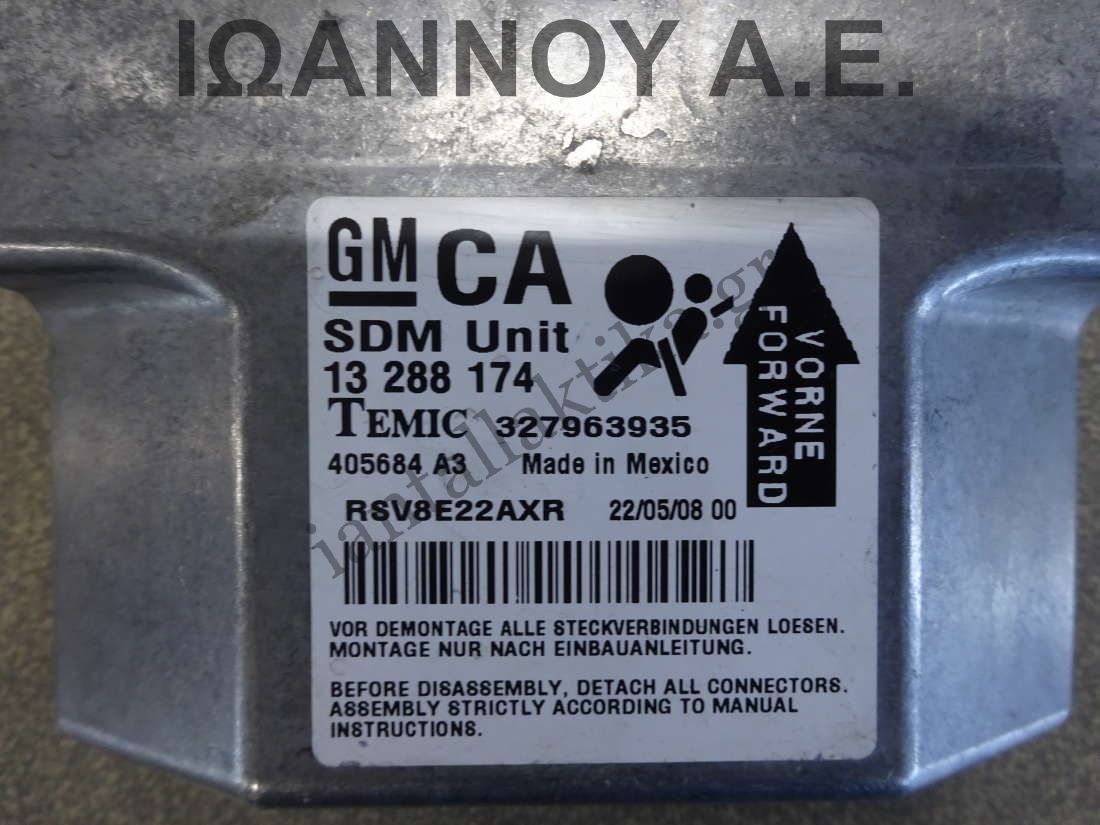 ΙΩΑΝΝΟΥ Α.Ε.
GM CA
SDM Unit
13 288 174
TEMIC 327963935
405684 A3 Made in Mexico
RSV8E22AXR 22/05/08 00
VORNE
FORWARD
VOR DEMONTAGE ALLE STECKVERBINDUNGEN LOESEN.
MONTAGE NUR NACH EINBAUANLEITUNG.
BEFORE DISASSEMBLY, DETACH ALL CONNECTORS.
ASSEMBLY STRICTLY ACCORDING TO MANUAL
INSTRUCTIONS.
iantallaktika.gr